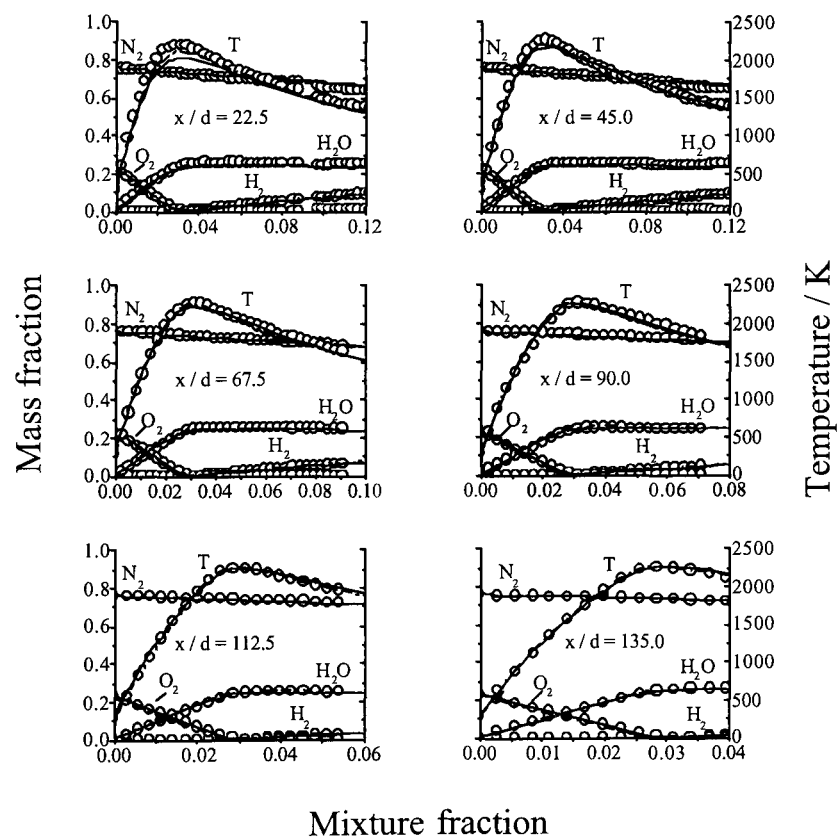 1.0
0.8
0.6
0.4
0.2
0.0
N2
T
x / d = 22.5
H2O
O2
H2
0.00 0.04 0.08 0.12
N2
T
x / d = 45.0
H2O
O2
H2
0.00 0.04 0.08 0.12
2500
2000
1500
1000
500
0
1.0
0.8
0.6
0.4
0.2
0.0
N2
T
x / d = 67.5
H2O
O2
H2
0.00 0.02 0.04 0.06 0.08 0.10
N2
T
x / d = 90.0
H2O
O2
H2
0.00 0.02 0.04 0.06 0.08
2500
2000
1500
1000
500
0
1.0
0.8
0.6
0.4
0.2
0.0
N2
T
x / d = 112.5
H2O
O2
H2
0.00 0.02 0.04 0.06
N2
T
x / d = 135.0
H2O
O2
H2
0.00 0.01 0.02 0.03 0.04
2500
2000
1500
1000
500
0
Mass fraction
Temperature / K
Mixture fraction